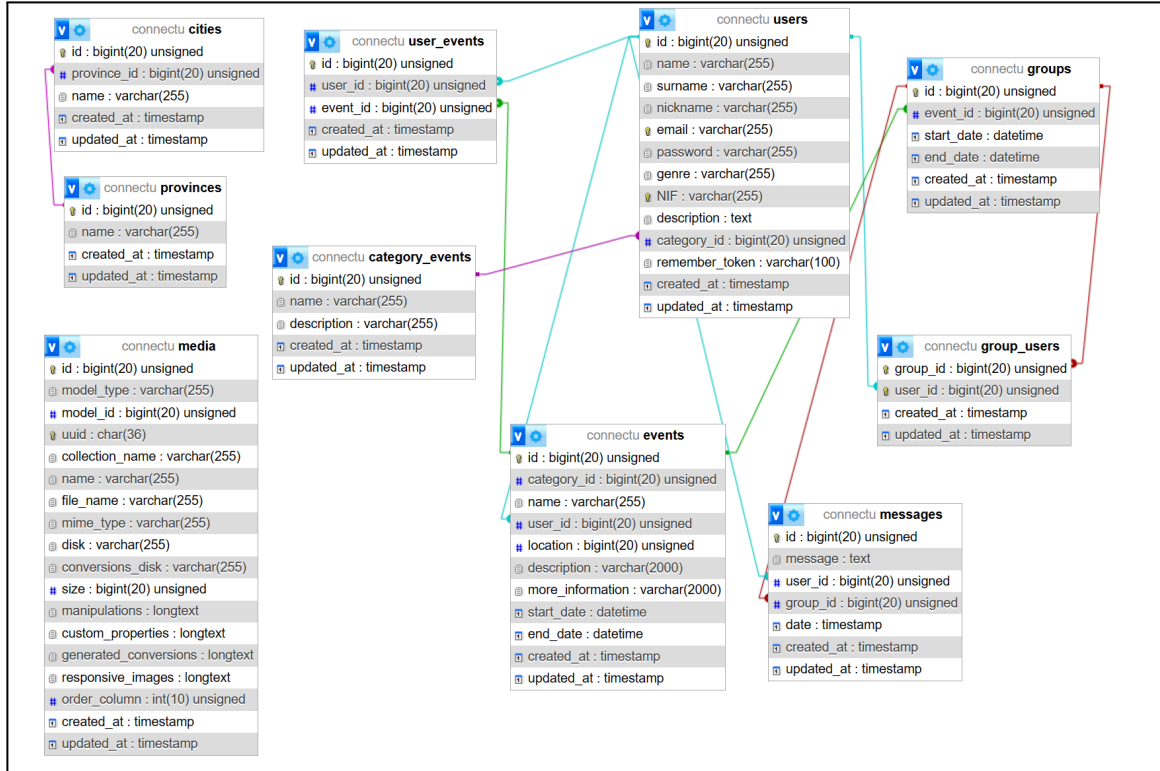 connectu cities
id : bigint(20) unsigned
province_id : bigint(20) unsigned
name : varchar(255)
created_at : timestamp
updated_at : timestamp
connectu provinces
id : bigint(20) unsigned
name : varchar(255)
created_at : timestamp
updated_at : timestamp
connectu media
id : bigint(20) unsigned
model_type : varchar(255)
model_id : bigint(20) unsigned
uuid : char(36)
collection_name : varchar(255)
name : varchar(255)
file_name : varchar(255)
mime_type : varchar(255)
disk : varchar(255)
conversions_disk : varchar(255)
size : bigint(20) unsigned
manipulations : longtext
custom_properties : longtext
generated_conversions : longtext
responsive_images : longtext
order_column : int(10) unsigned
created_at : timestamp
updated_at : timestamp
connectu user_events
id : bigint(20) unsigned
user_id : bigint(20) unsigned
event_id : bigint(20) unsigned
created_at : timestamp
updated_at : timestamp
connectu category_events
id : bigint(20) unsigned
name : varchar(255)
description : varchar(255)
created_at : timestamp
updated_at : timestamp
connectu users
id : bigint(20) unsigned
name : varchar(255)
surname : varchar(255)
nickname : varchar(255)
email : varchar(255)
password : varchar(255)
genre : varchar(255)
NIF : varchar(255)
description : text
category_id : bigint(20) unsigned
remember_token : varchar(100)
created_at : timestamp
updated_at : timestamp
connectu events
id : bigint(20) unsigned
category_id : bigint(20) unsigned
name : varchar(255)
user_id : bigint(20) unsigned
location : bigint(20) unsigned
description : varchar(2000)
more_information : varchar(2000)
start_date : datetime
end_date : datetime
created_at : timestamp
updated_at : timestamp
connectu groups
id : bigint(20) unsigned
event_id : bigint(20) unsigned
start_date : datetime
end_date : datetime
created_at : timestamp
updated_at : timestamp
connectu group_users
group_id : bigint(20) unsigned
user_id : bigint(20) unsigned
created_at : timestamp
updated_at : timestamp
connectu messages
id : bigint(20) unsigned
message : text
user_id : bigint(20) unsigned
group_id : bigint(20) unsigned
date : timestamp
created_at : timestamp
updated_at : timestamp